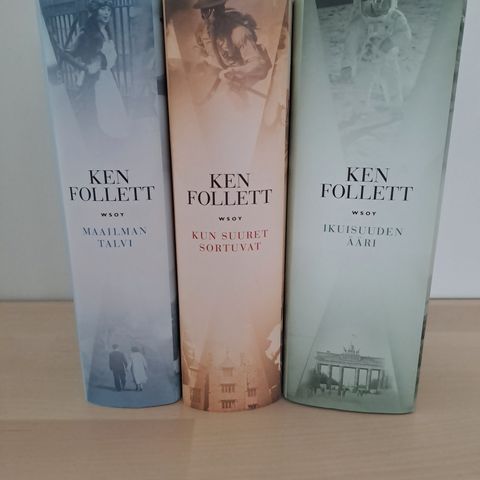 KEN
FOLLETT
WSOY
MAAILMAN
TALVI
KEN
FOLLETT
WSOY
KUN SUURET
SORTUVAT
KEN
FOLLETT
WSOY
IKUISUUDEN
ÄÄRI